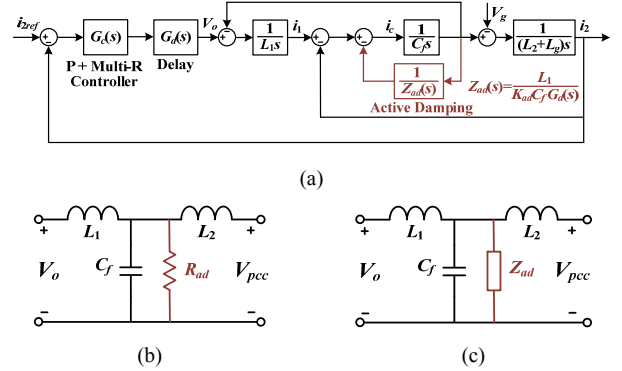 i2ref + − Gc(s) Gd(s) Vo + − 1/L1s i1 + − + − ic 1/Cfs Vg + − 1/(L2+Lg)s i2
P + Multi-R Controller
Delay
1/Zad(s)
Active Damping
Zad(s)=L1/KadCfGd(s)
(a)
L1 L2
+ +
Vo Cf Rad Vpcc
− −
(b)
L1 L2
+ +
Vo Cf Zad Vpcc
− −
(c)